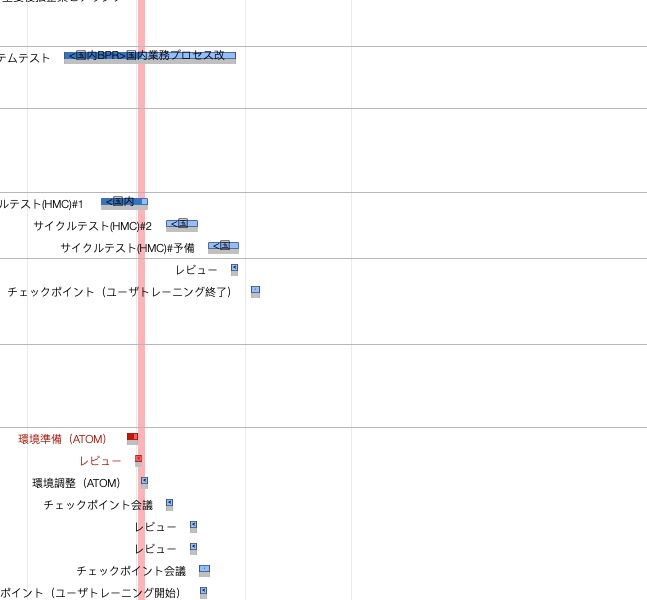 テムテスト
<国内BPR>国内業務プロセス改
ルテスト(HMC)#1
<国内
サイクルテスト(HMC)#2
<国
サイクルテスト(HMC)#予備
<国
レビュー
チェックポイント（ユーザトレーニング終了）
環境準備（ATOM）
レビュー
環境調整（ATOM）
チェックポイント会議
レビュー
レビュー
チェックポイント会議
ポイント（ユーザトレーニング開始）